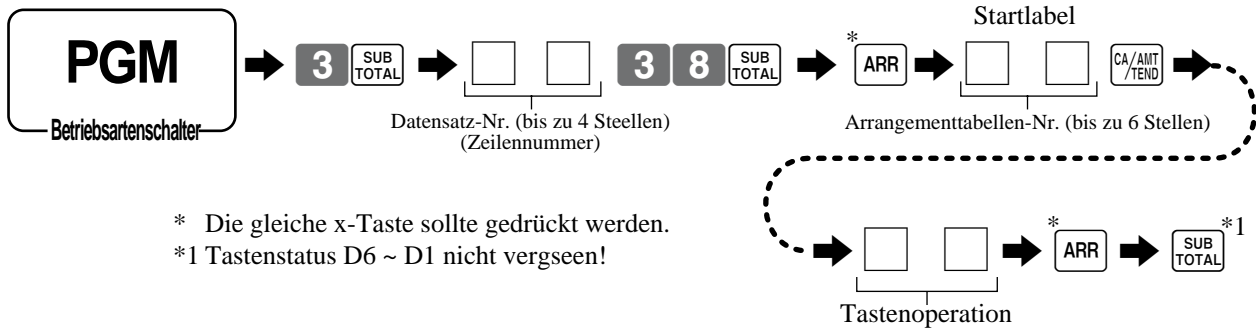 Startlabel
PGM
Betriebsartenschalter
3 SUB TOTAL
3 8 SUB TOTAL
* ARR
CA/AMT /TEND
Datensatz-Nr. (bis zu 4 Steellen)
(Zeilennummer)
Arrangementtabellen-Nr. (bis zu 6 Stellen)
* Die gleiche x-Taste sollte gedrückt werden.
*1 Tastenstatus D6 ~ D1 nicht vergseen!
* ARR
SUB TOTAL *1
Tastenoperation